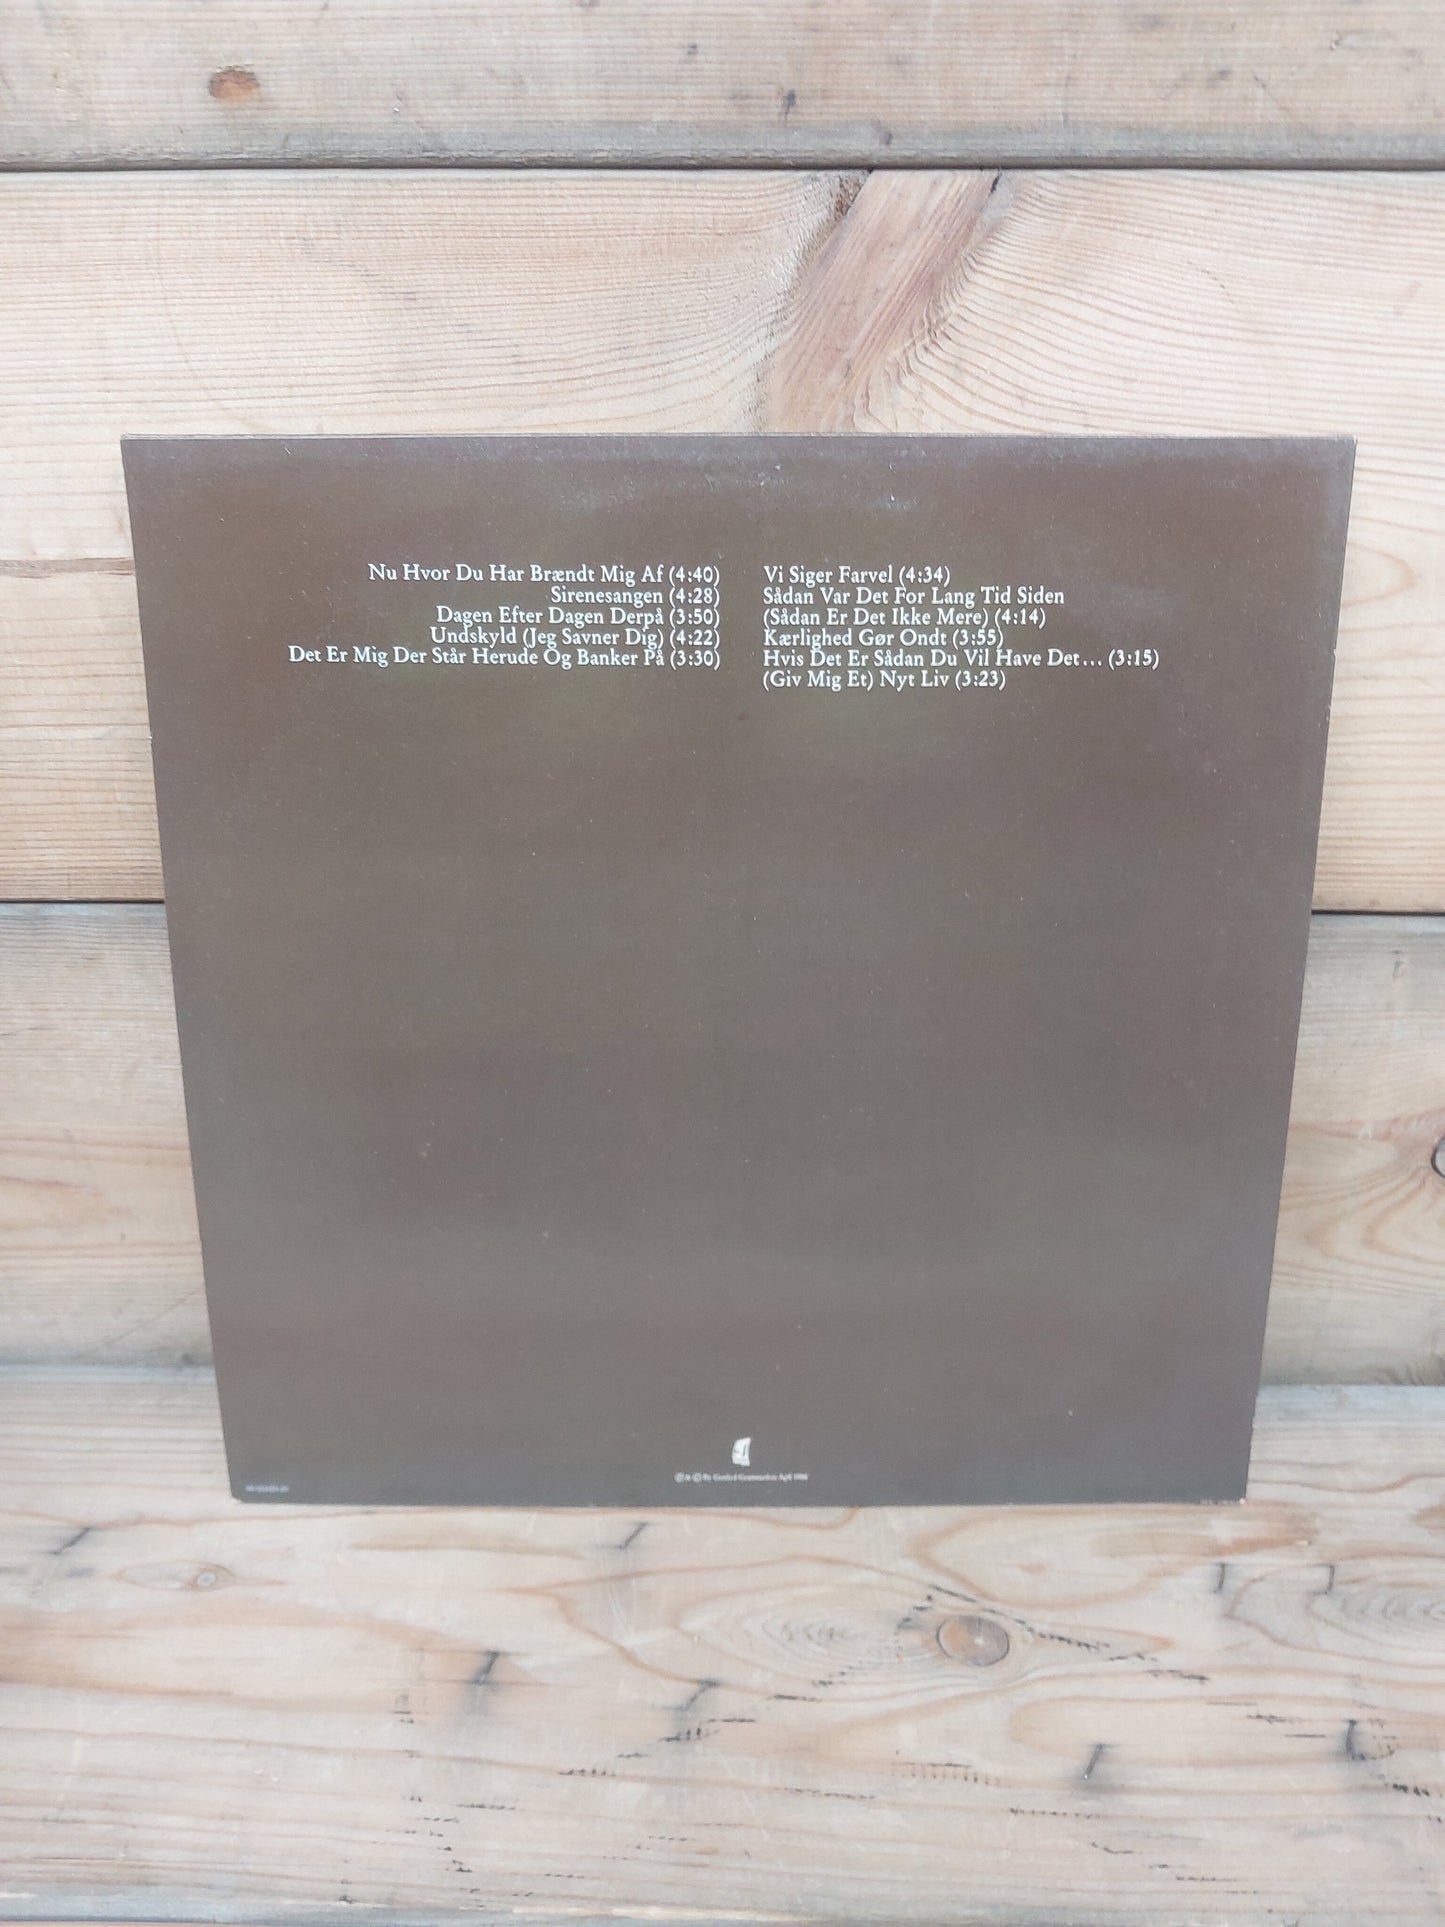 Nu Hvor Du Har Brændt Mig Af (4:40)
Sirenesangen (4:28)
Dagen Efter Dagen Derpå (3:50)
Undskyld (Jeg Savner Dig) (4:22)
Det Er Mig Der Står Herude Og Banker På (3:30)
Vi Siger Farvel (4:34)
Sådan Var Det For Lang Tid Siden
(Sådan Er Det Ikke Mere) (4:14)
Kærlighed Gør Ondt (3:55)
Hvis Det Er Sådan Du Vil Have Det... (3:15)
(Giv Mig Et) Nyt Liv (3:23)